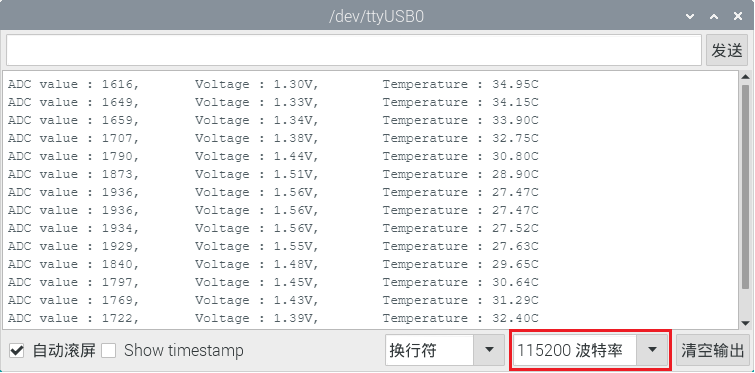 /dev/ttyUSB0
发送
ADC value : 1616, Voltage : 1.30V, Temperature : 34.95C
ADC value : 1649, Voltage : 1.33V, Temperature : 34.15C
ADC value : 1659, Voltage : 1.34V, Temperature : 33.90C
ADC value : 1707, Voltage : 1.38V, Temperature : 32.75C
ADC value : 1790, Voltage : 1.44V, Temperature : 30.80C
ADC value : 1873, Voltage : 1.51V, Temperature : 28.90C
ADC value : 1936, Voltage : 1.56V, Temperature : 27.47C
ADC value : 1936, Voltage : 1.56V, Temperature : 27.47C
ADC value : 1934, Voltage : 1.56V, Temperature : 27.52C
ADC value : 1929, Voltage : 1.55V, Temperature : 27.63C
ADC value : 1840, Voltage : 1.48V, Temperature : 29.65C
ADC value : 1797, Voltage : 1.45V, Temperature : 30.64C
ADC value : 1769, Voltage : 1.43V, Temperature : 31.29C
ADC value : 1722, Voltage : 1.39V, Temperature : 32.40C
自动滚屏 Show timestamp 换行符 115200 波特率 清空输出